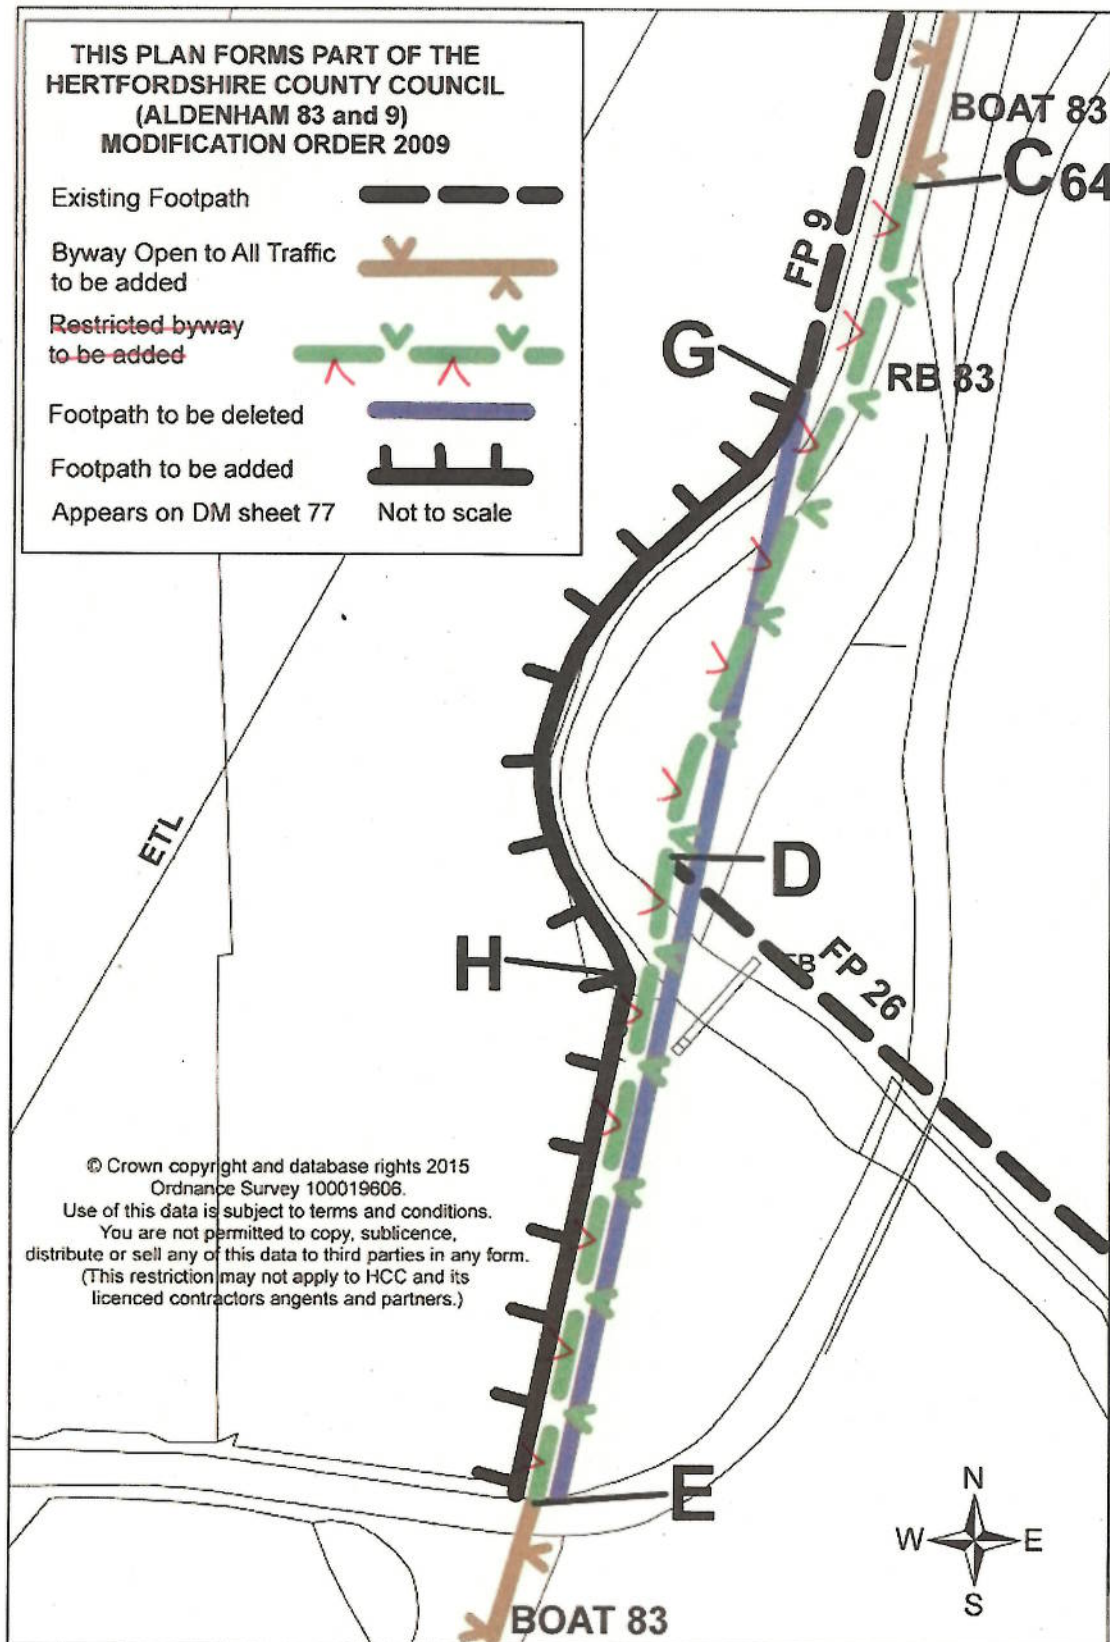 THIS PLAN FORMS PART OF THE
HERTFORDSHIRE COUNTY COUNCIL
(ALDENHAM 83 and 9)
MODIFICATION ORDER 2009
Existing Footpath
Byway Open to All Traffic
to be added
Restricted byway
to be added
Footpath to be deleted
Footpath to be added
Appears on DM sheet 77 Not to scale
BOAT 83
C 64
FP 9
G
RB 83
ETL
D
H
FB
FP 26
© Crown copyright and database rights 2015
Ordnance Survey 100019606.
Use of this data is subject to terms and conditions.
You are not permitted to copy, sublicence,
distribute or sell any of this data to third parties in any form.
(This restriction may not apply to HCC and its
licenced contractors angents and partners.)
E
N
W E
S
BOAT 83